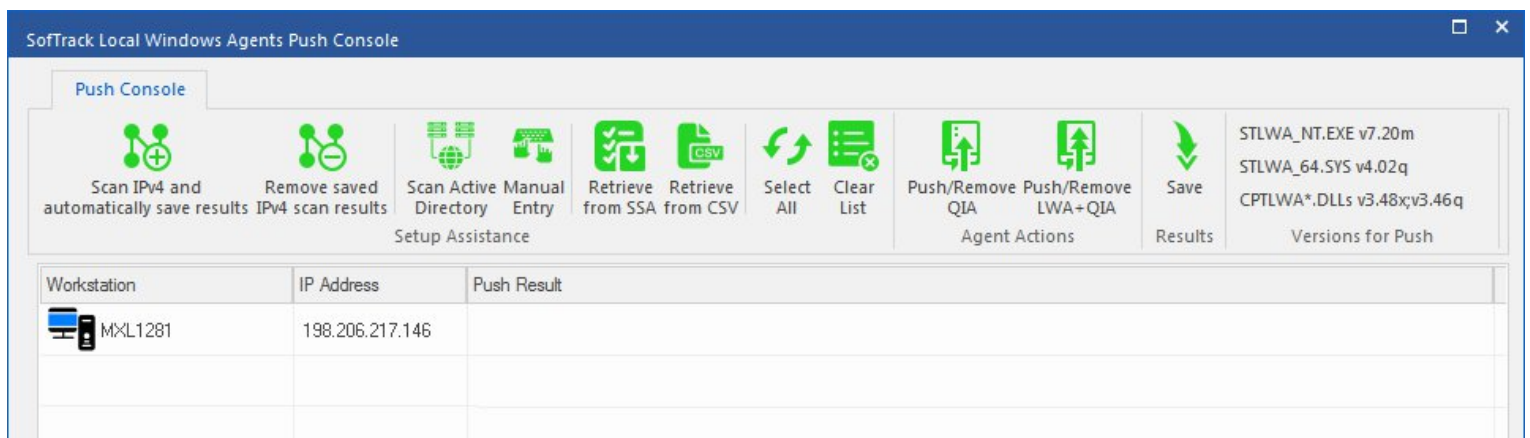 SofTrack Local Windows Agents Push Console
Push Console
Scan IPv4 and
automatically save results
Remove saved
IPv4 scan results
Scan Active
Directory
Manual
Entry
Retrieve
from SSA
CSV
Retrieve
from CSV
Select
All
Clear
List
Setup Assistance
Push/Remove
QIA
Push/Remove
LWA+QIA
Agent Actions
Save
Results
STLWA_NT.EXE v7.20m
STLWA_64.SYS v4.02q
CPTLWA*.DLLs v3.48x;v3.46q
Versions for Push
Workstation IP Address Push Result
MXL1281 198.206.217.146